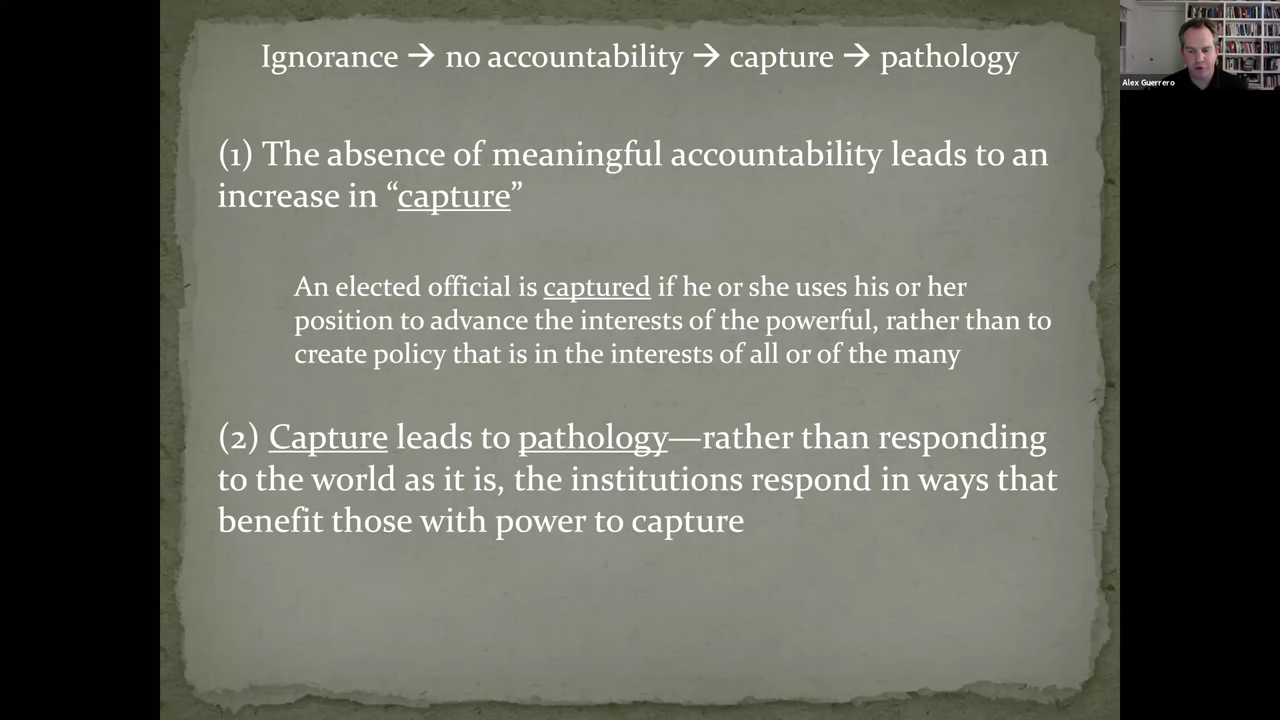 Ignorance → no accountability → capture → pathology
Alex Guerrero
(1) The absence of meaningful accountability leads to an
increase in “capture”
An elected official is captured if he or she uses his or her
position to advance the interests of the powerful, rather than to
create policy that is in the interests of all or of the many
(2) Capture leads to pathology—rather than responding
to the world as it is, the institutions respond in ways that
benefit those with power to capture